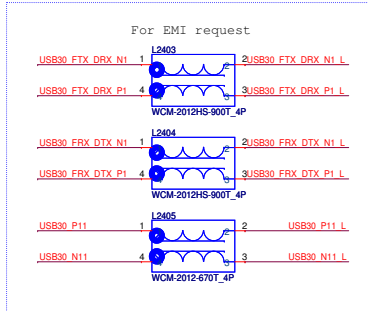 For EMI request
L2403
USB30_FTX_DRX_N1 1 2 USB30_FTX_DRX_N1_L
USB30_FTX_DRX_P1 4 3 USB30_FTX_DRX_P1_L
WCM-2012HS-900T_4P
L2404
USB30_FRX_DTX_N1 1 2 USB30_FRX_DTX_N1_L
USB30_FRX_DTX_P1 4 3 USB30_FRX_DTX_P1_L
WCM-2012HS-900T_4P
L2405
USB30_P11 1 2 USB30_P11_L
USB30_N11 4 3 USB30_N11_L
WCM-2012-670T_4P